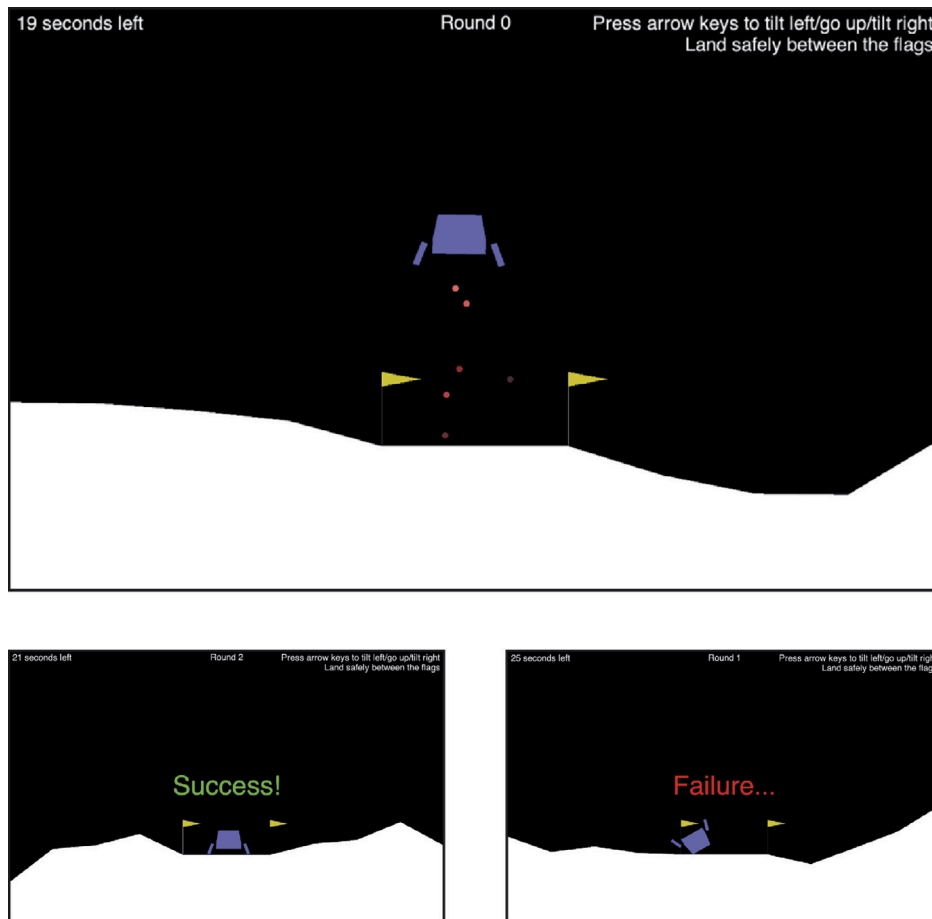 19 seconds left
Round 0
Press arrow keys to tilt left/go up/tilt right
Land safely between the flags
21 seconds left
Round 2
Press arrow keys to tilt left/go up/tilt right
Land safely between the flags
Success!
25 seconds left
Round 1
Press arrow keys to tilt left/go up/tilt righ
Land safely between the flag
Failure...